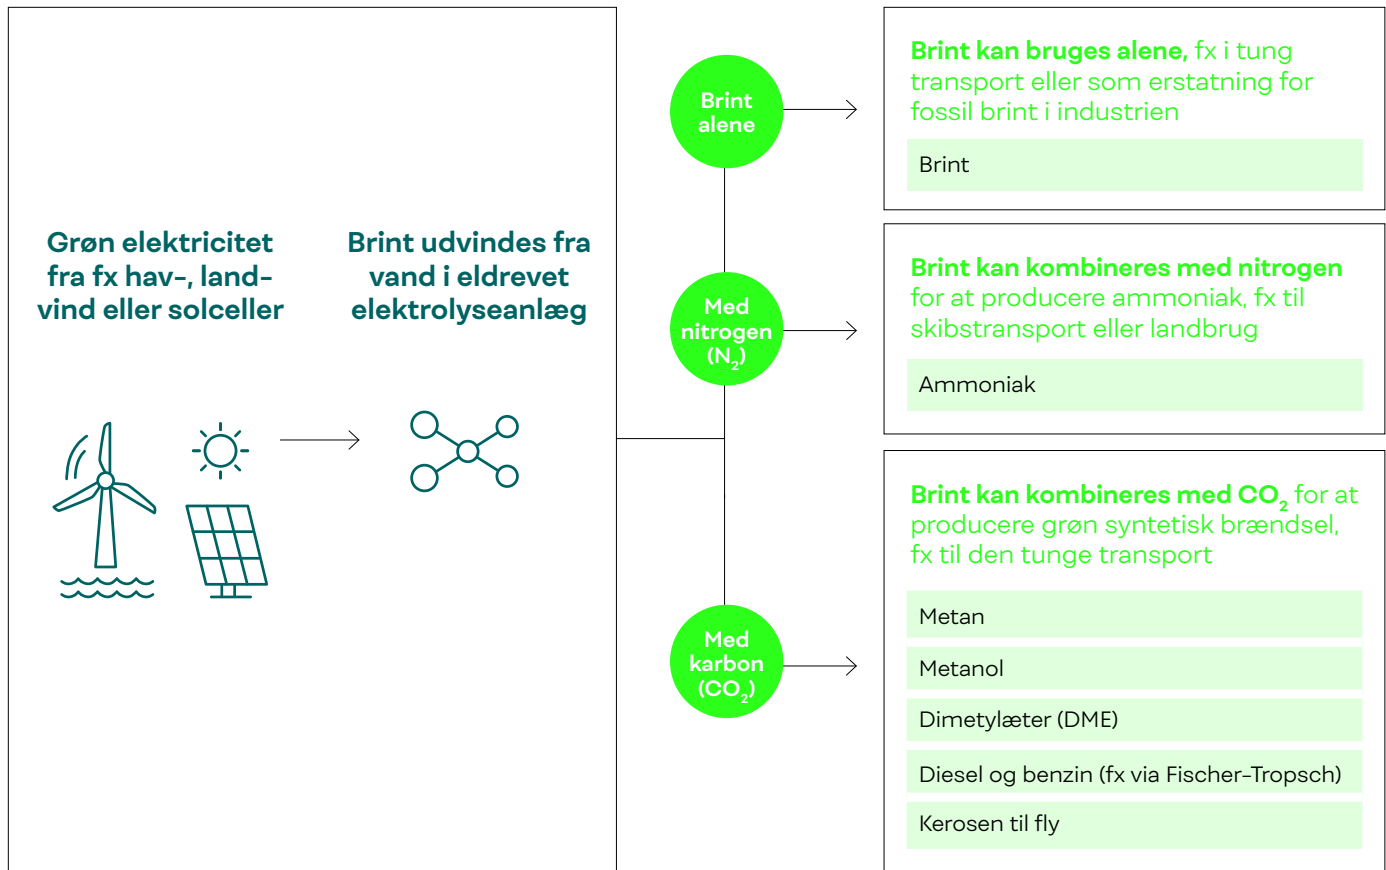 Grøn elektricitet
fra fx hav-, land-
vind eller solceller
Brint udvindes fra
vand i eldrevet
elektrolyseanlæg
Brint
alene
Brint kan bruges alene, fx i tung
transport eller som erstatning for
fossil brint i industrien
Brint
Med
nitrogen
(N₂)
Brint kan kombineres med nitrogen
for at producere ammoniak, fx til
skibstransport eller landbrug
Ammoniak
Med
karbon
(CO₂)
Brint kan kombineres med CO₂ for at
producere grøn syntetisk brændsel,
fx til den tunge transport
Metan
Metanol
Dimetylæter (DME)
Diesel og benzin (fx via Fischer-Tropsch)
Kerosen til fly